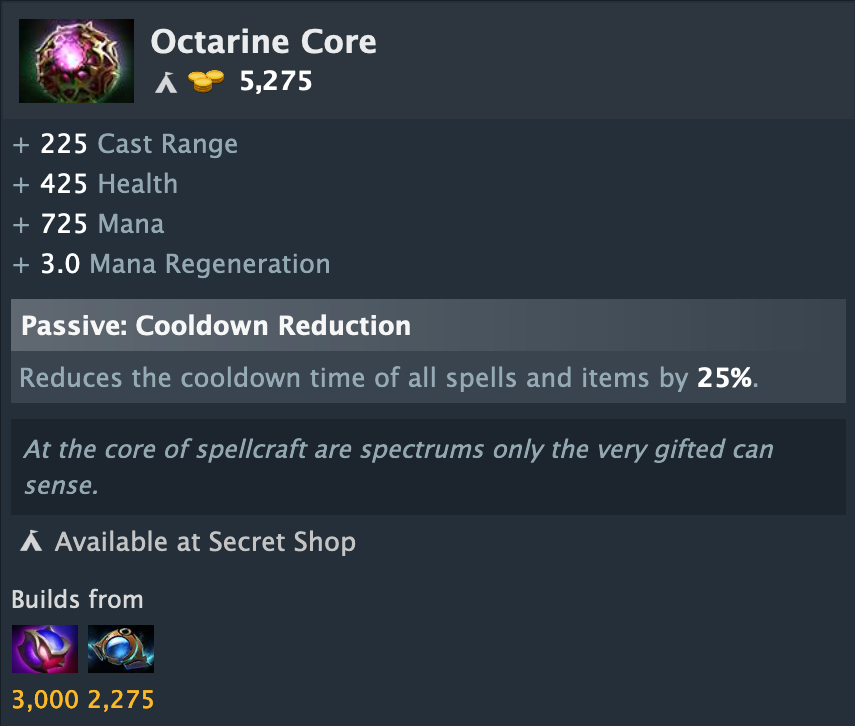 Octarine Core
5,275
+ 225 Cast Range
+ 425 Health
+ 725 Mana
+ 3.0 Mana Regeneration
Passive: Cooldown Reduction
Reduces the cooldown time of all spells and items by 25%.
At the core of spellcraft are spectrums only the very gifted can
sense.
Available at Secret Shop
Builds from
3,000 2,275